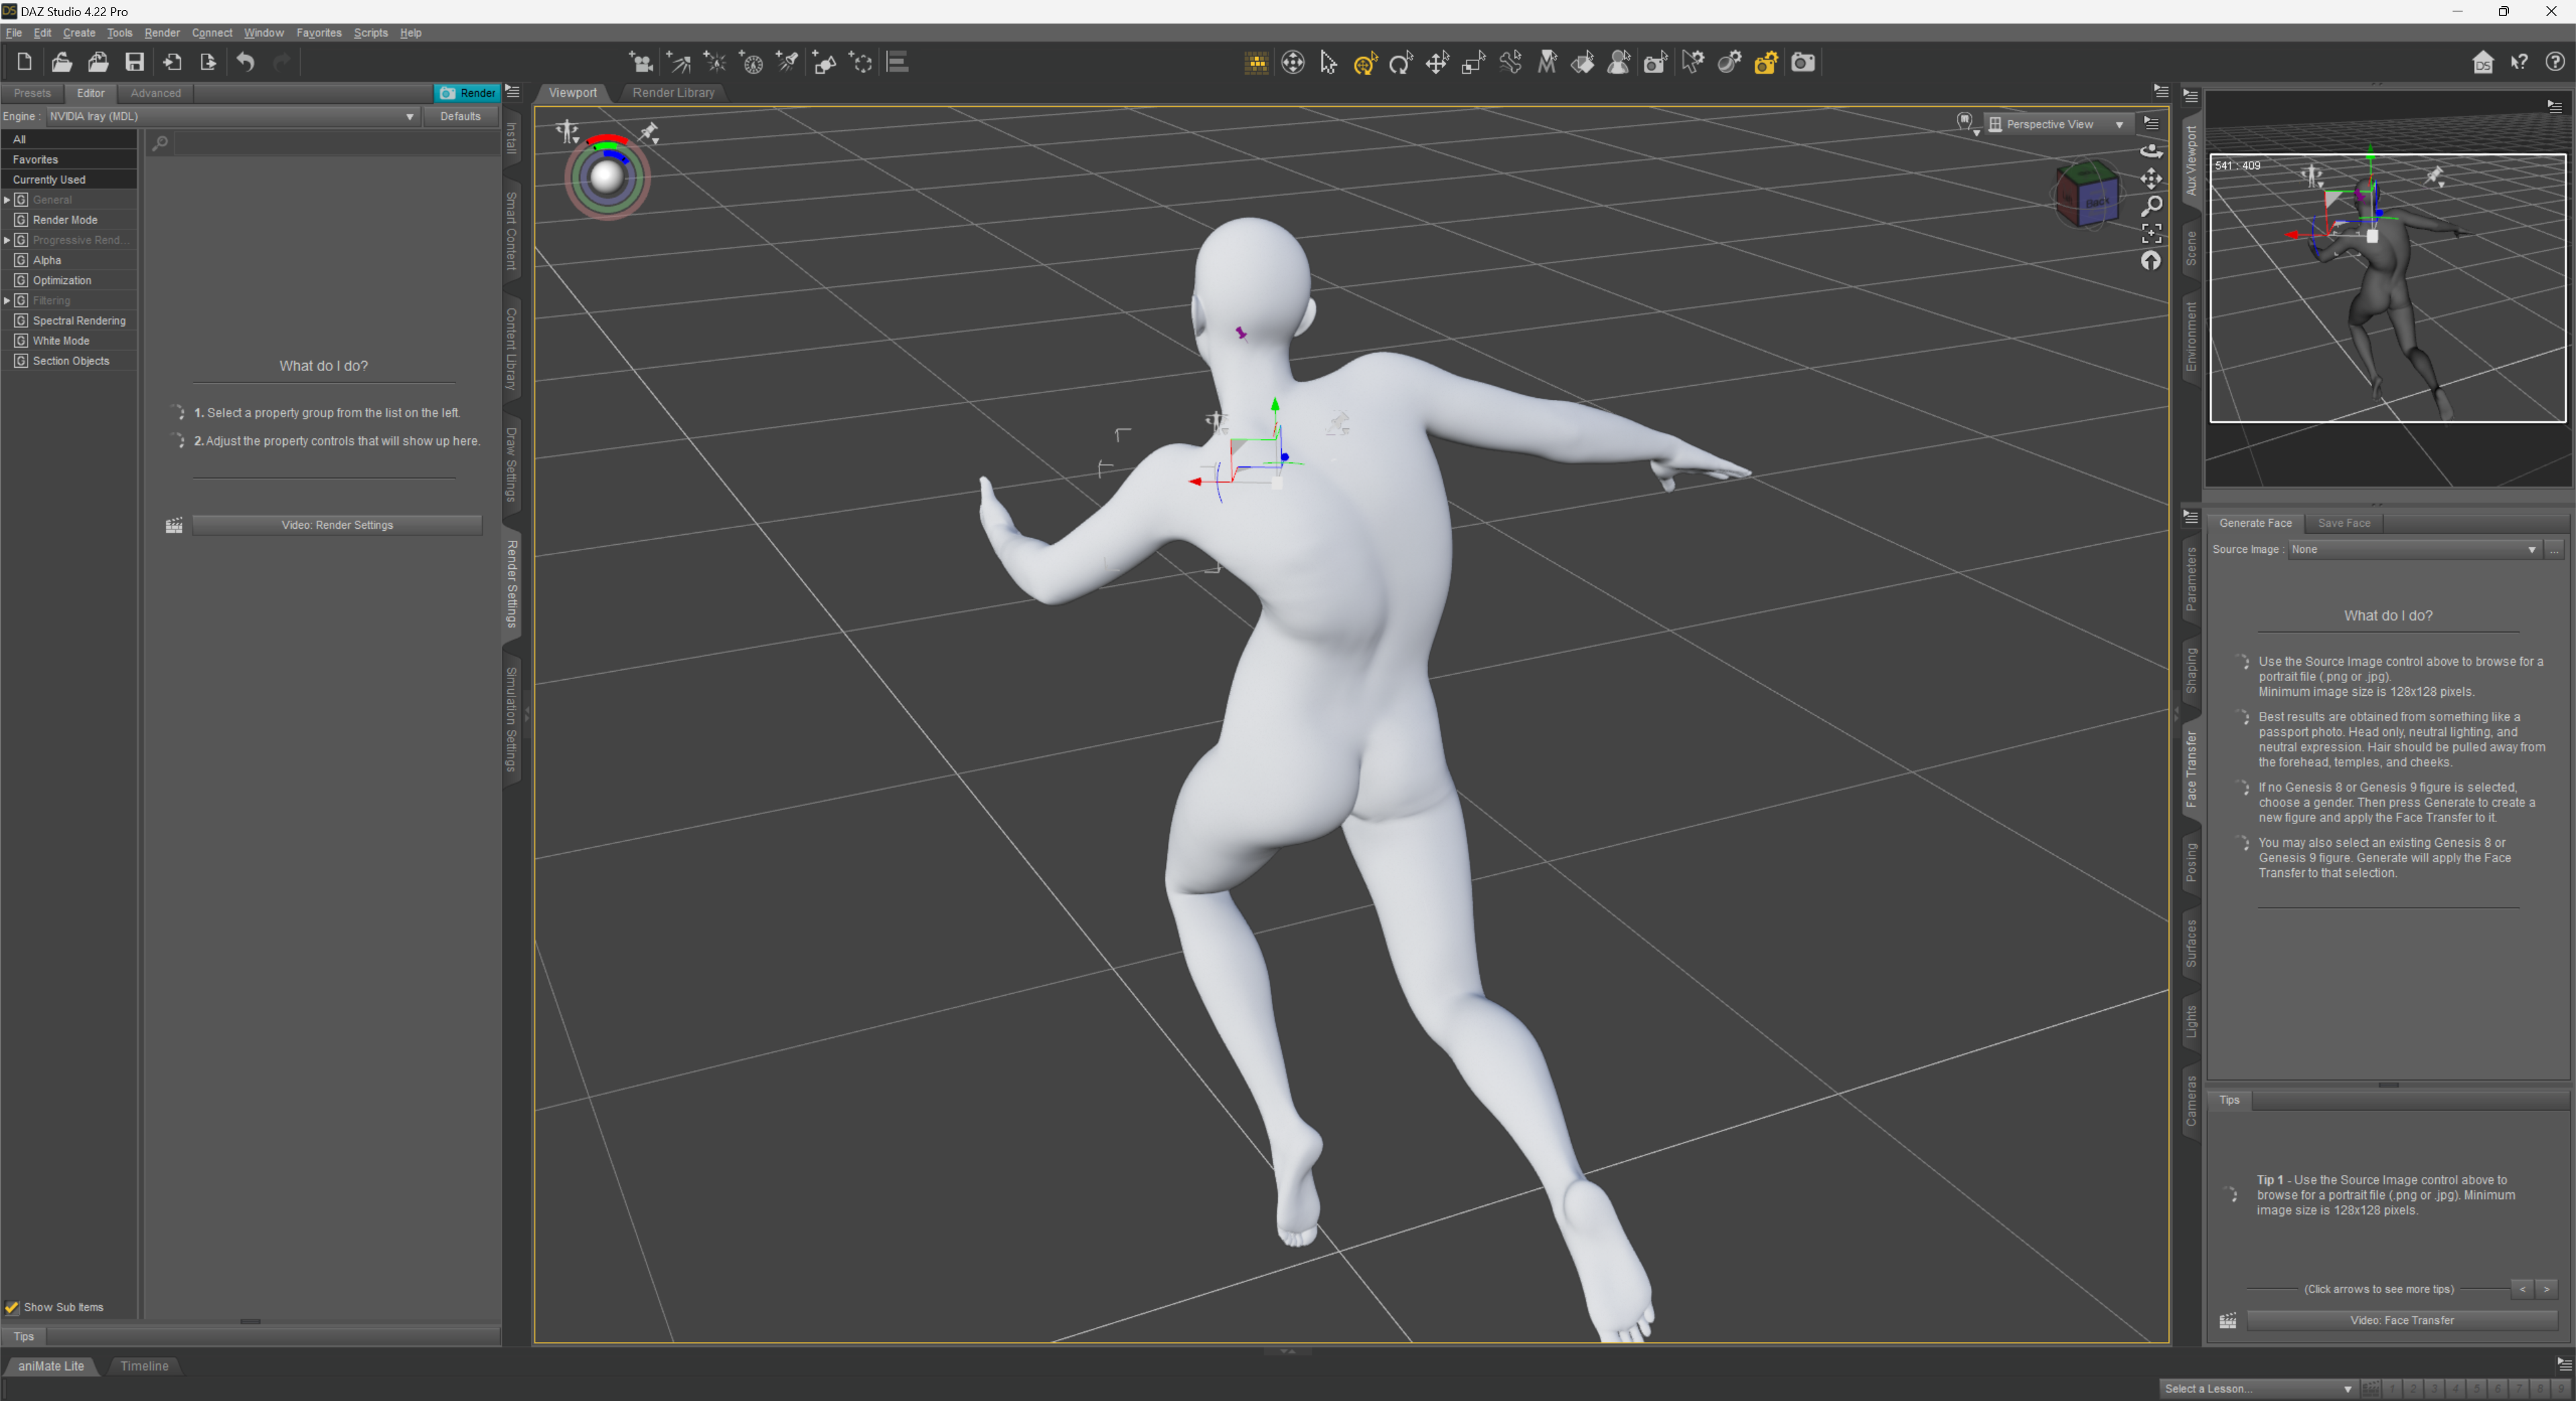 DAZ Studio 4.22 Pro
File Edit Create Tools Render Connect Window Favorites Scripts Help
Presets Editor Advanced Render
Engine : NVIDIA Iray (MDL) Defaults
All
Favorites
Currently Used
General
Render Mode
Progressive Rend...
Alpha
Optimization
Filtering
Spectral Rendering
White Mode
Section Objects
What do I do?
1. Select a property group from the list on the left.
2. Adjust the property controls that will show up here.
Video: Render Settings
Show Sub Items
Tips
Install
Smart Content
Content Library
Draw Settings
Render Settings
Simulation Settings
Viewport Render Library
Perspective View
Back
Aux Viewport
Scene
Environment
541 : 409
Parameters
Shaping
Face Transfer
Posing
Surfaces
Lights
Cameras
Generate Face Save Face
Source Image : None ...
What do I do?
Use the Source Image control above to browse for a
portrait file (.png or .jpg).
Minimum image size is 128x128 pixels.
Best results are obtained from something like a
passport photo. Head only, neutral lighting, and
neutral expression. Hair should be pulled away from
the forehead, temples, and cheeks.
If no Genesis 8 or Genesis 9 figure is selected,
choose a gender. Then press Generate to create a
new figure and apply the Face Transfer to it.
You may also select an existing Genesis 8 or
Genesis 9 figure. Generate will apply the Face
Transfer to that selection.
Tips
Tip 1 - Use the Source Image control above to
browse for a portrait file (.png or .jpg). Minimum
image size is 128x128 pixels.
(Click arrows to see more tips) < >
Video: Face Transfer
aniMate Lite Timeline
Select a Lesson... 1 2 3 4 5 6 7 8 9